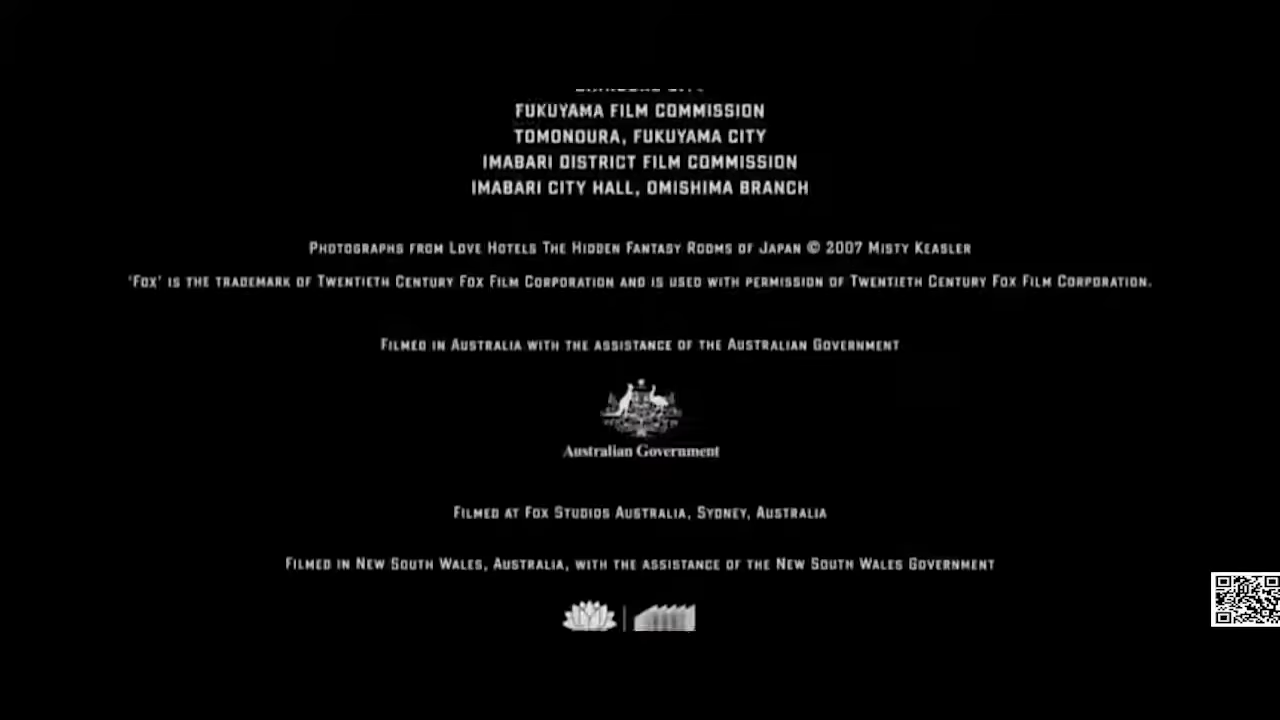 FUKUYAMA FILM COMMISSION
TOMONOURA, FUKUYAMA CITY
IMABARI DISTRICT FILM COMMISSION
IMABARI CITY HALL, OMISHIMA BRANCH
PHOTOGRAPHS FROM LOVE HOTELS THE HIDDEN FANTASY ROOMS OF JAPAN © 2007 MISTY KEASLER
'FOX' IS THE TRADEMARK OF TWENTIETH CENTURY FOX FILM CORPORATION AND IS USED WITH PERMISSION OF TWENTIETH CENTURY FOX FILM CORPORATION.
FILMED IN AUSTRALIA WITH THE ASSISTANCE OF THE AUSTRALIAN GOVERNMENT
Australian Government
FILMED AT FOX STUDIOS AUSTRALIA, SYDNEY, AUSTRALIA
FILMED IN NEW SOUTH WALES, AUSTRALIA, WITH THE ASSISTANCE OF THE NEW SOUTH WALES GOVERNMENT